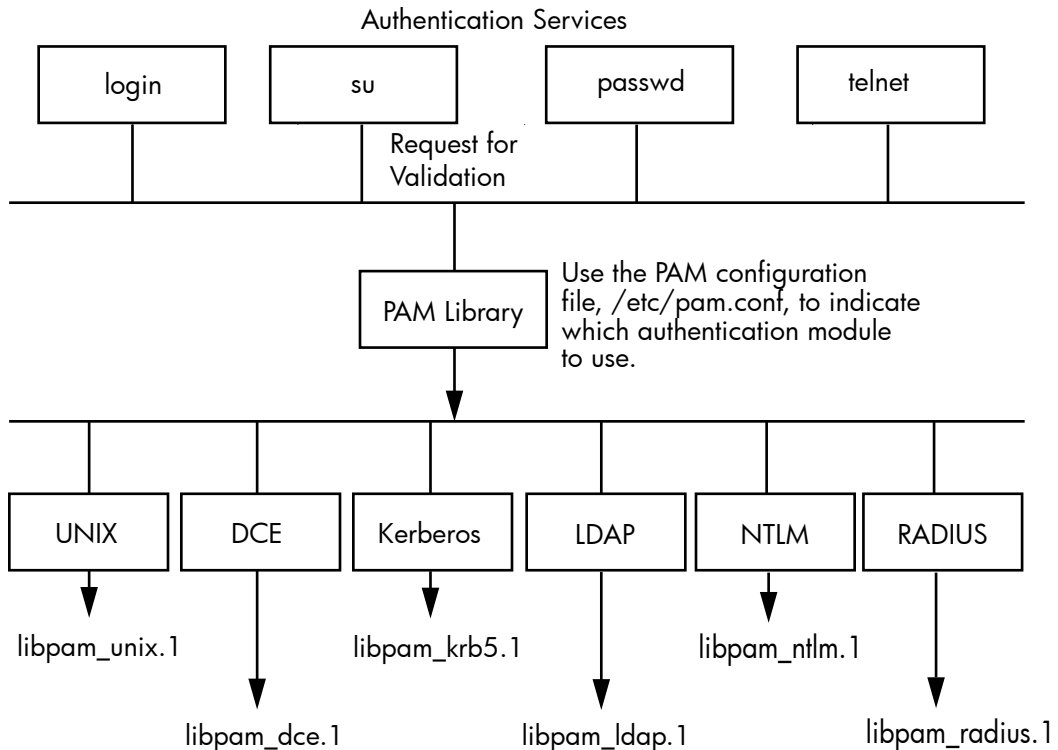 Authentication Services
login
su
passwd
telnet
Request for
Validation
PAM Library
Use the PAM configuration
file, /etc/pam.conf, to indicate
which authentication module
to use.
UNIX
DCE
Kerberos
LDAP
NTLM
RADIUS
libpam_unix.1
libpam_krb5.1
libpam_ntlm.1
libpam_dce.1
libpam_ldap.1
libpam_radius.1